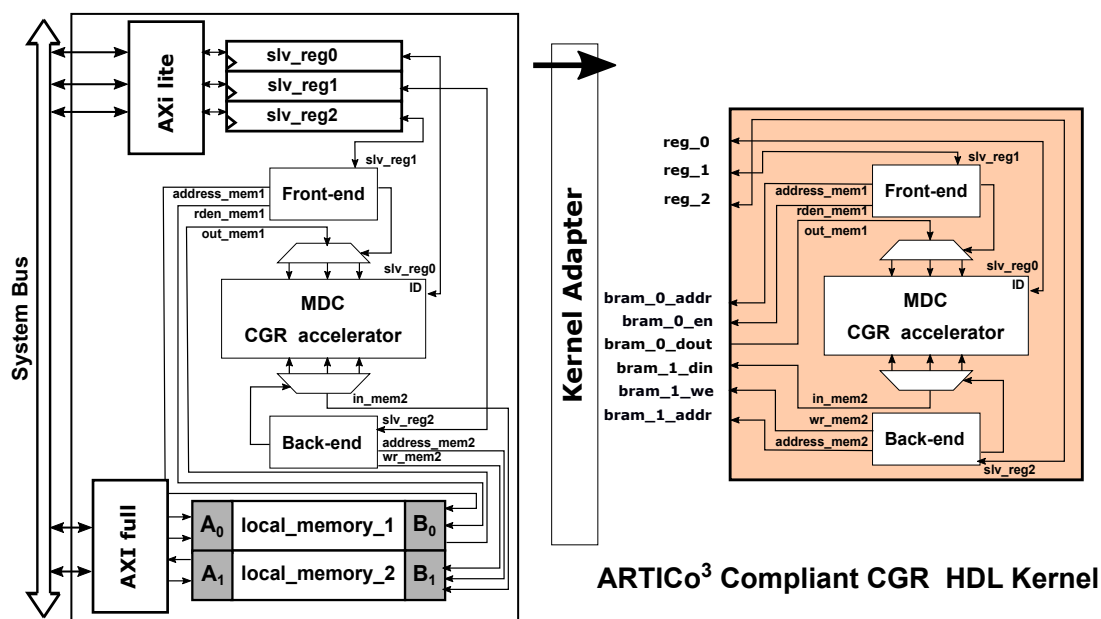 System Bus
AXi lite
slv_reg0
slv_reg1
slv_reg2
slv_reg1
Front-end
address_mem1
rden_mem1
out_mem1
slv_reg0
ID
MDC
CGR accelerator
in_mem2
slv_reg2
Back-end
address_mem2
wr_mem2
AXI full
A0
local_memory_1
B0
A1
local_memory_2
B1
Kernel Adapter
reg_0
reg_1
reg_2
bram_0_addr
bram_0_en
bram_0_dout
bram_1_din
bram_1_we
bram_1_addr
slv_reg1
Front-end
address_mem1
rden_mem1
out_mem1
slv_reg0
ID
MDC
CGR accelerator
in_mem2
wr_mem2
address_mem2
Back-end
slv_reg2
ARTICo³ Compliant CGR HDL Kernel